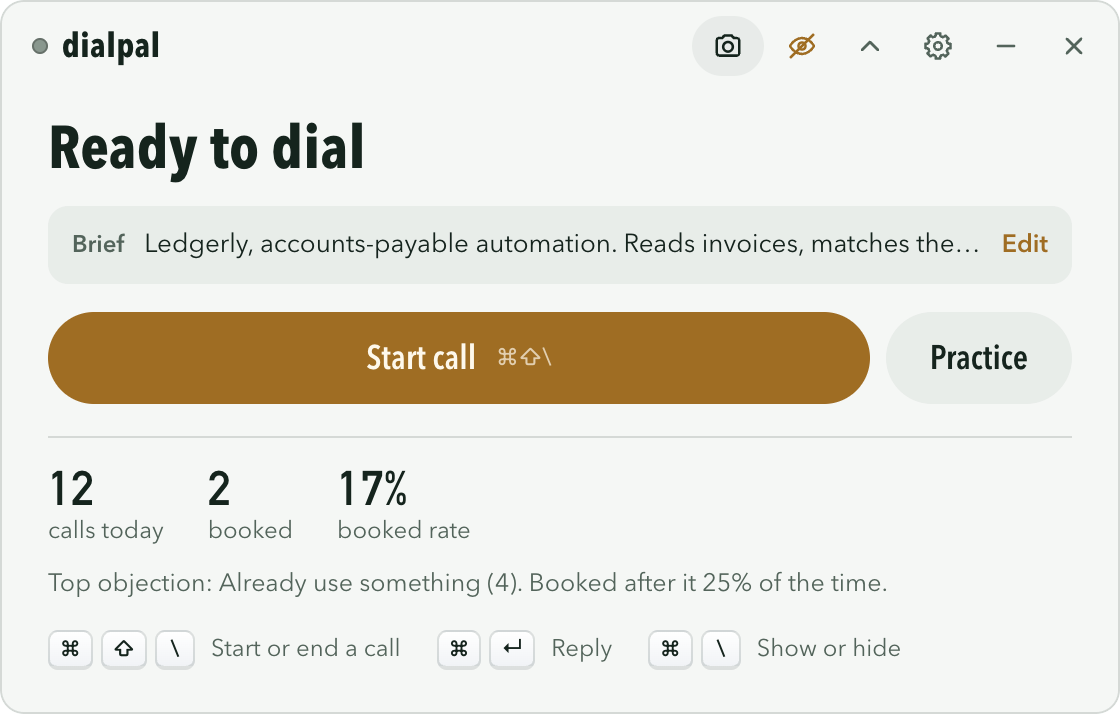 dialpal
Ready to dial
Brief Ledgerly, accounts-payable automation. Reads invoices, matches the… Edit
Start call ⌘⇧\ Practice
12 2 17%
calls today booked booked rate
Top objection: Already use something (4). Booked after it 25% of the time.
⌘ ⇧ \ Start or end a call ⌘ ↵ Reply ⌘ \ Show or hide